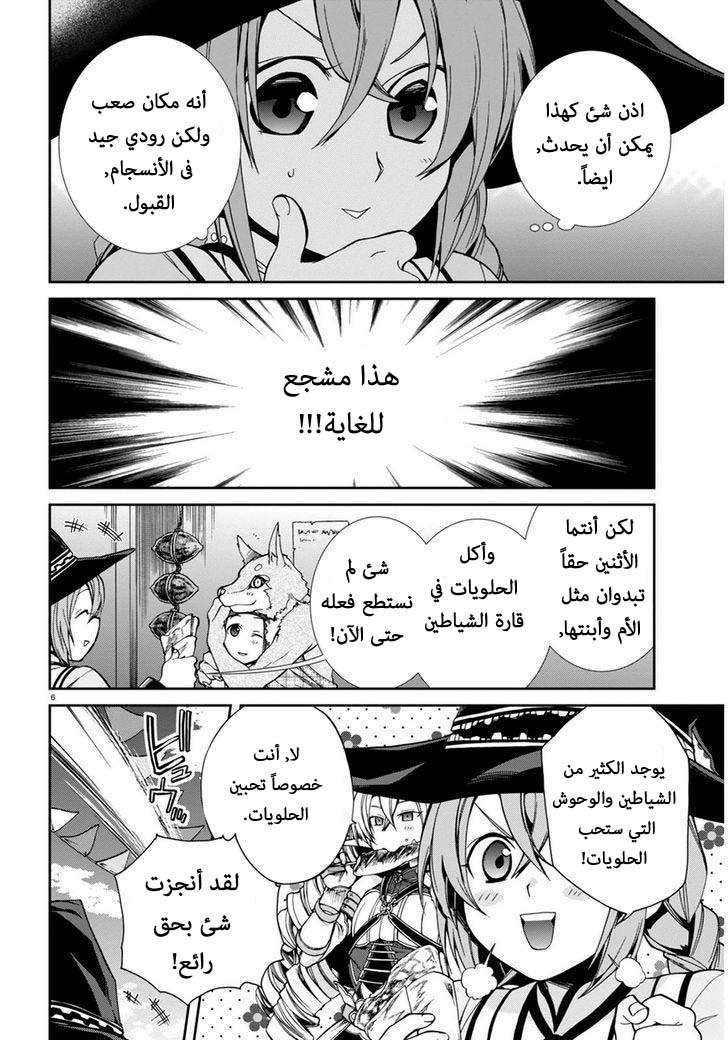 اذن شئ كهذا
يمكن أن يحدث,
ايضاً.
أنه مكان صعب
ولكن رودي جيد
فى الأنسجام,
القبول.
هذا مشجع
للغاية!!!
لكن أنتما
الأثنين حقاً
تبدوان مثل
الأم وأبنتها,
وأكل
الحلويات في
قارة الشياطين
شئ لم
نستطع فعله
حتى الآن!
6
يوجد الكثير من
الشياطين والوحوش
التي ستحب
الحلويات!
لا, أنت
خصوصاً تحبين
الحلويات.
لقد أنجزت
شئ بحق
رائع!